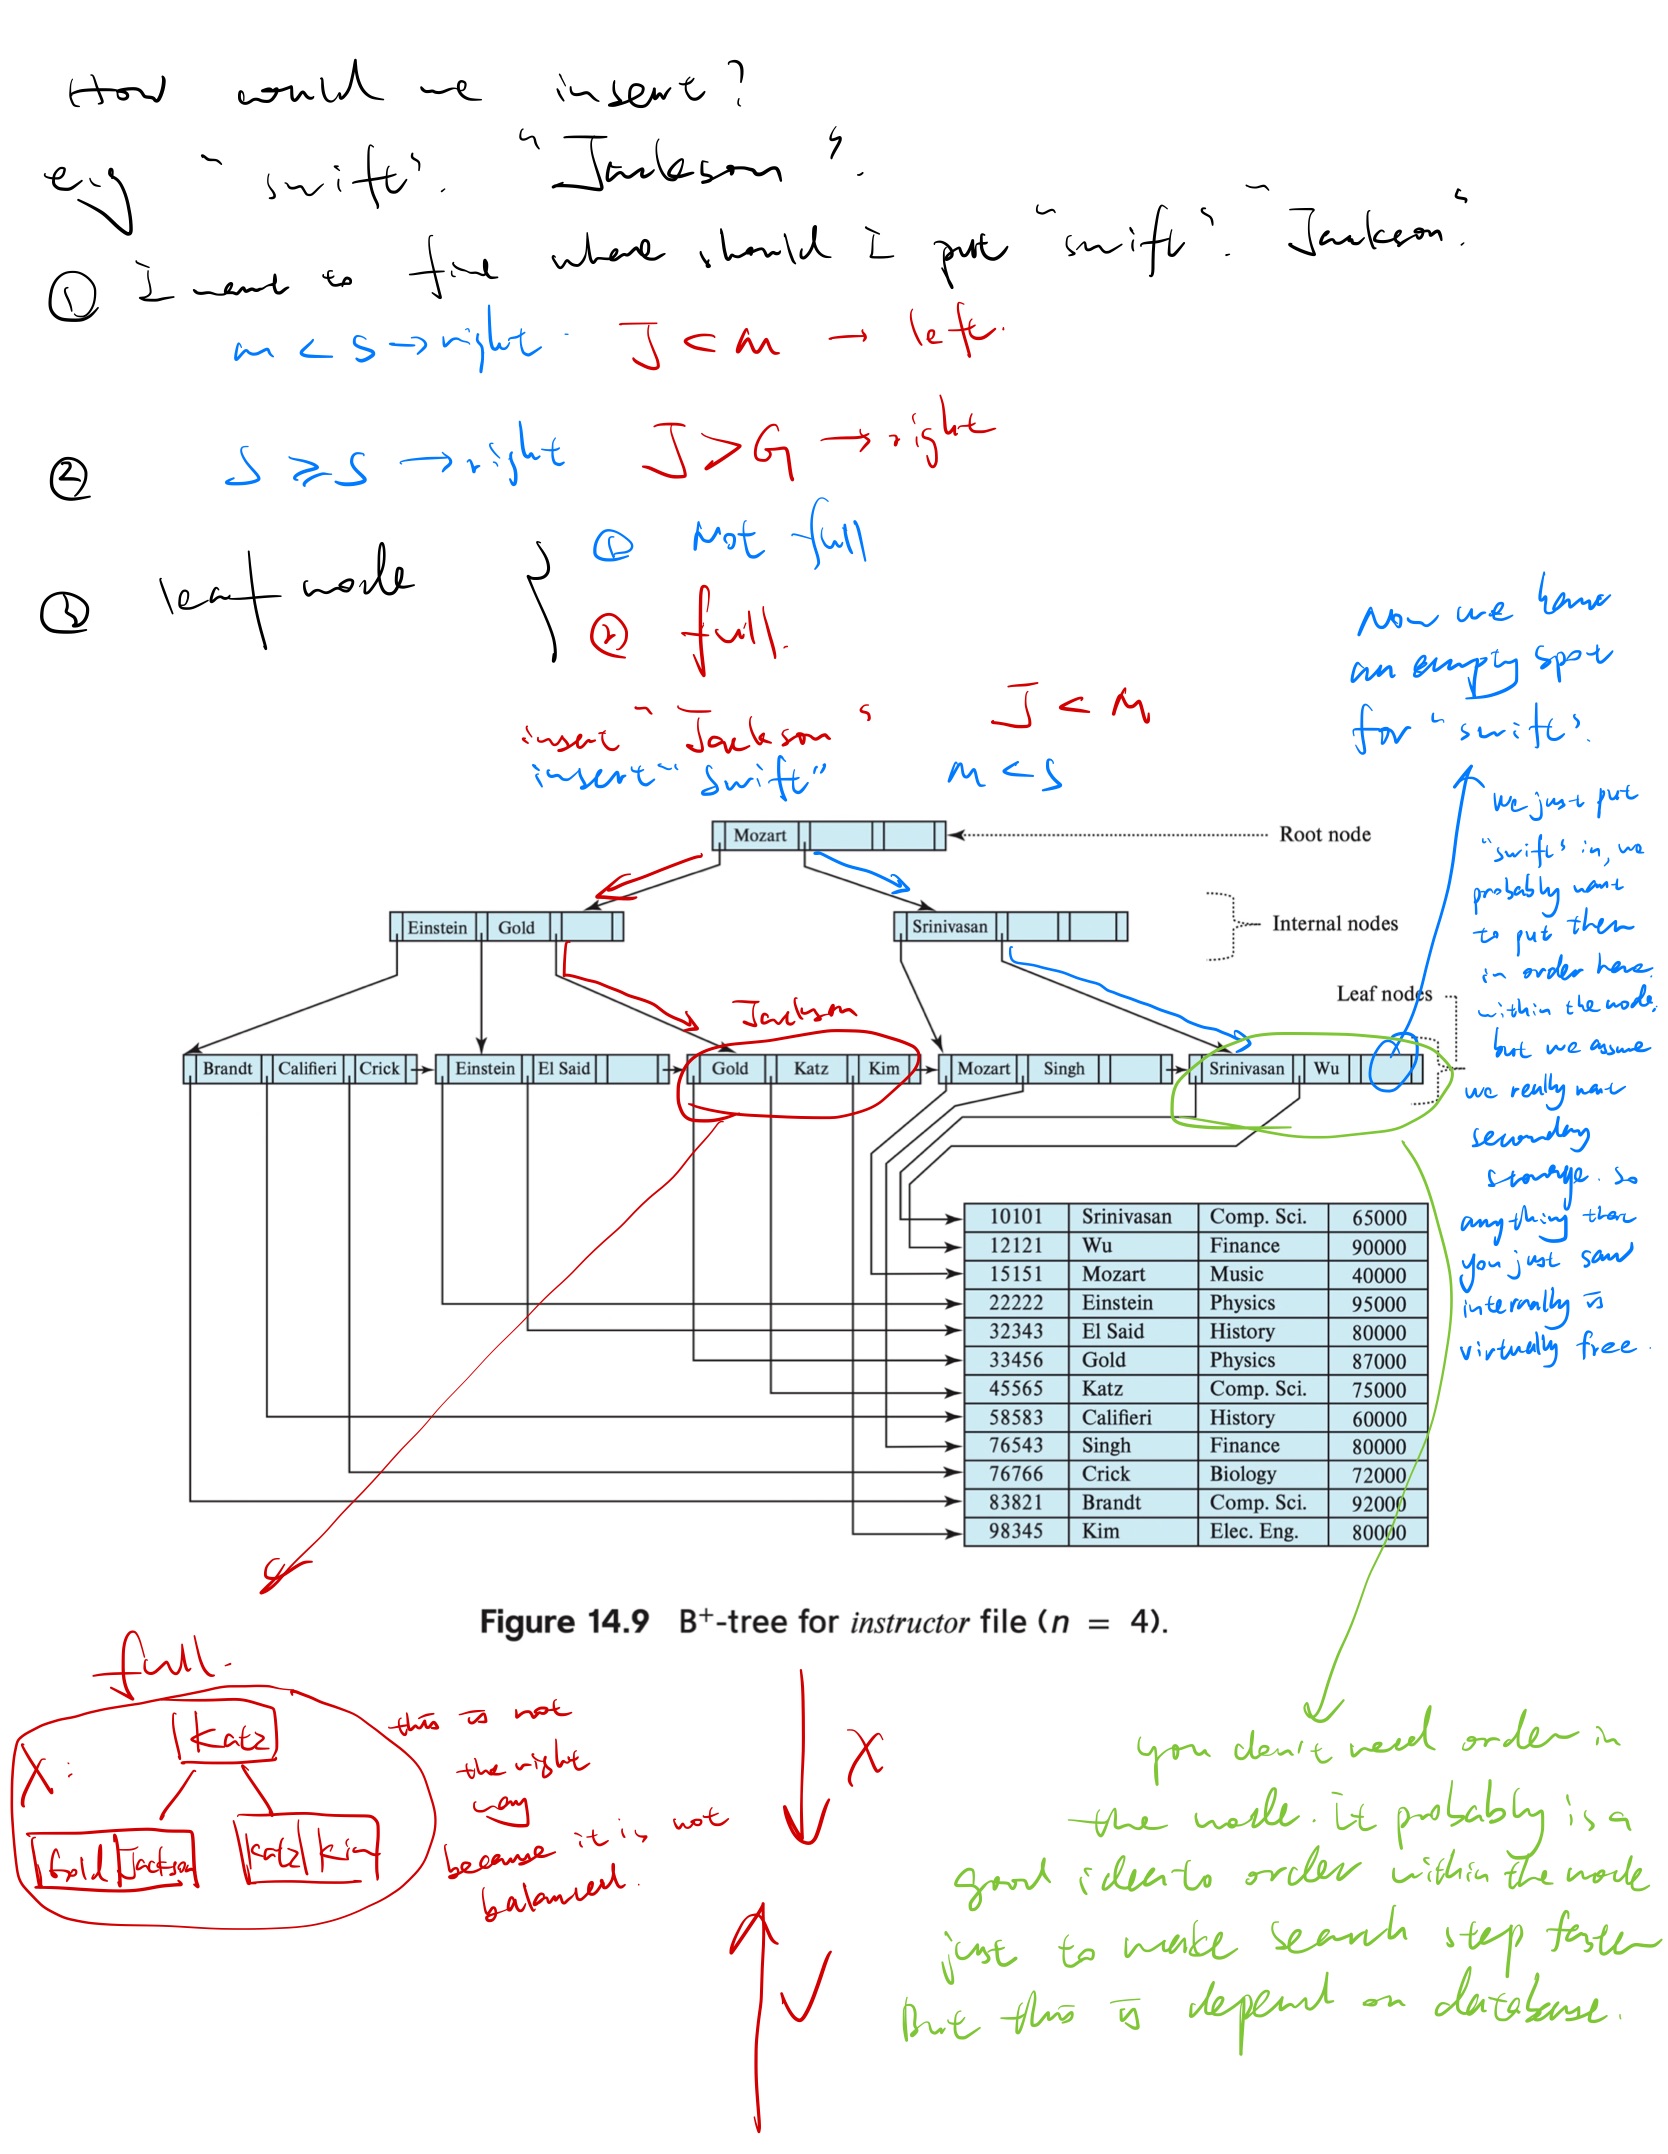 How would we insert?
e.g "swift". "Jackson".
① I want to fine where should I put "swift". "Jackson".
m < s → right. J < m → left.
② S ≥ S → right J > G → right
③ leaf node { ① Not full
② full.
insert "Jackson" J < M
insert "swift" m < s
Now we have
an empty spot
for "swift".
we just put
"swift" in, we
probably want
to put them
in order here.
within the node,
but we assume
we really want
secondary
storage. so
anything that
you just saw
internally is
virtually free.
Mozart
Root node
Einstein Gold
Srinivasan
Internal nodes
Leaf nodes
Jackson
Brandt Califieri Crick
Einstein El Said
Gold Katz Kim
Mozart Singh
Srinivasan Wu
10101 Srinivasan Comp. Sci. 65000
12121 Wu Finance 90000
15151 Mozart Music 40000
22222 Einstein Physics 95000
32343 El Said History 80000
33456 Gold Physics 87000
45565 Katz Comp. Sci. 75000
58583 Califieri History 60000
76543 Singh Finance 80000
76766 Crick Biology 72000
83821 Brandt Comp. Sci. 92000
98345 Kim Elec. Eng. 80000
Figure 14.9 B⁺-tree for instructor file (n = 4).
full.
X:
Katz
Gold Jackson
Katz Kim
this is not
the right
way
because it is not
balanced.
X
✓
you don't need order in
the node. it probably is a
good idea to order within the node
just to make search step faster
But this is depend on database.